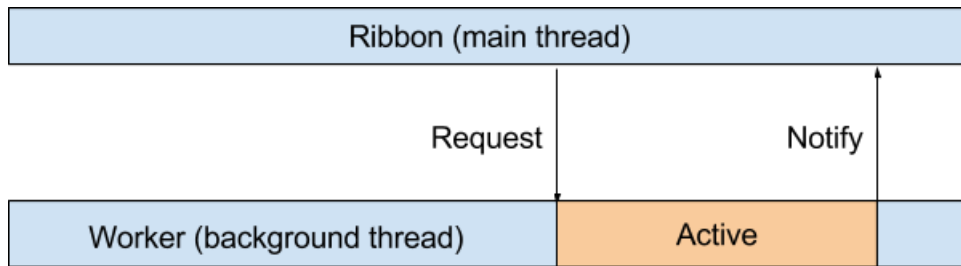 Ribbon (main thread)
Request
Notify
Worker (background thread)
Active